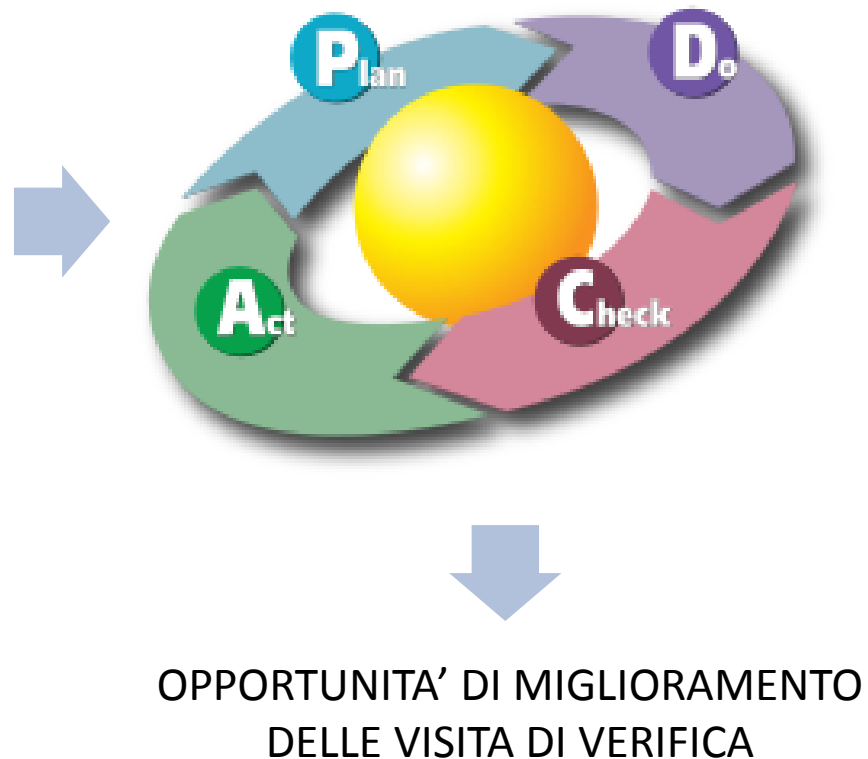 Plan
Do
Act
Check
OPPORTUNITA’ DI MIGLIORAMENTO
DELLE VISITA DI VERIFICA